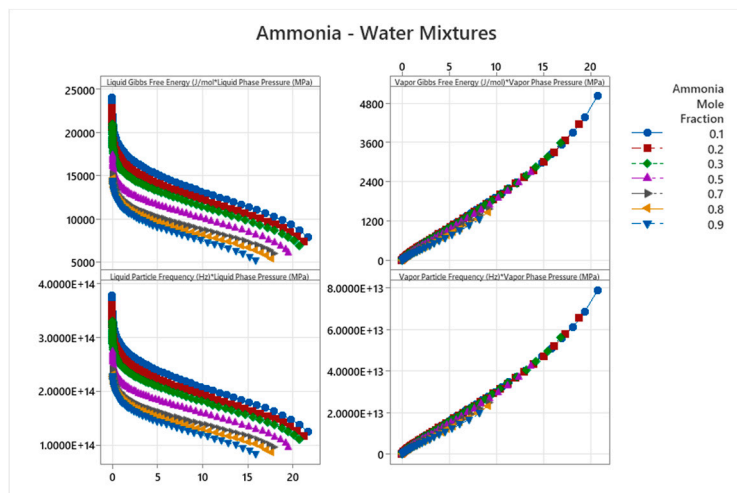 Ammonia - Water Mixtures
0 5 10 15 20
Liquid Gibbs Free Energy (J/mol*Liquid Phase Pressure (MPa)
Vapor Gibbs Free Energy (J/mol)*Vapor Phase Pressure (MPa)
25000
20000
15000
10000
5000
4800
3600
2400
1200
0
Ammonia
Mole
Fraction
0.1
0.2
0.3
0.5
0.7
0.8
0.9
Liquid Particle Frequency (Hz)*Liquid Phase Pressure (MPa)
Vapor Particle Frequency (Hz)*Vapor Phase Pressure (MPa)
4.0000E+14
3.0000E+14
2.0000E+14
1.0000E+14
8.0000E+13
6.0000E+13
4.0000E+13
2.0000E+13
0
0 5 10 15 20
0 5 10 15 20